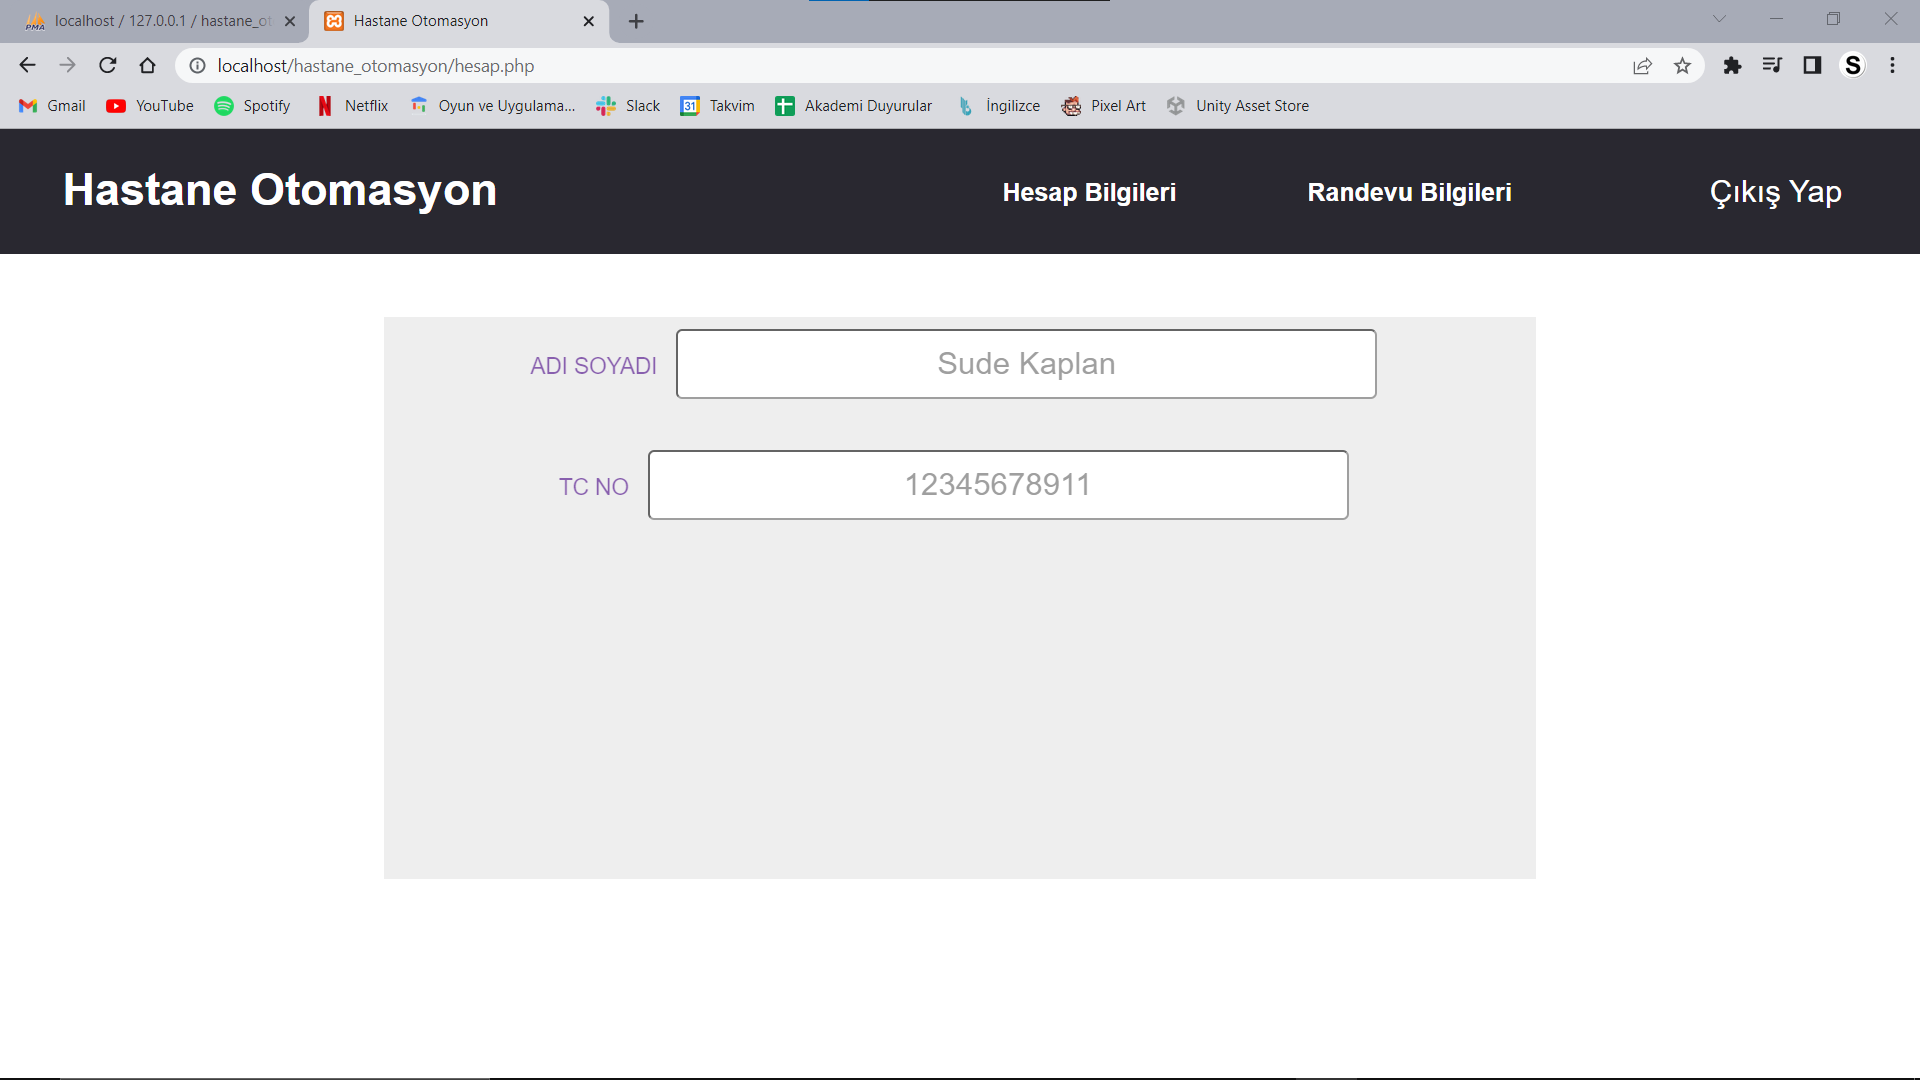 localhost / 127.0.0.1 / hastane_ot
Hastane Otomasyon
localhost/hastane_otomasyon/hesap.php
S
Gmail
YouTube
Spotify
Netflix
Oyun ve Uygulama...
Slack
Takvim
Akademi Duyurular
İngilizce
Pixel Art
Unity Asset Store
Hastane Otomasyon
Hesap Bilgileri
Randevu Bilgileri
Çıkış Yap
ADI SOYADI
Sude Kaplan
TC NO
12345678911